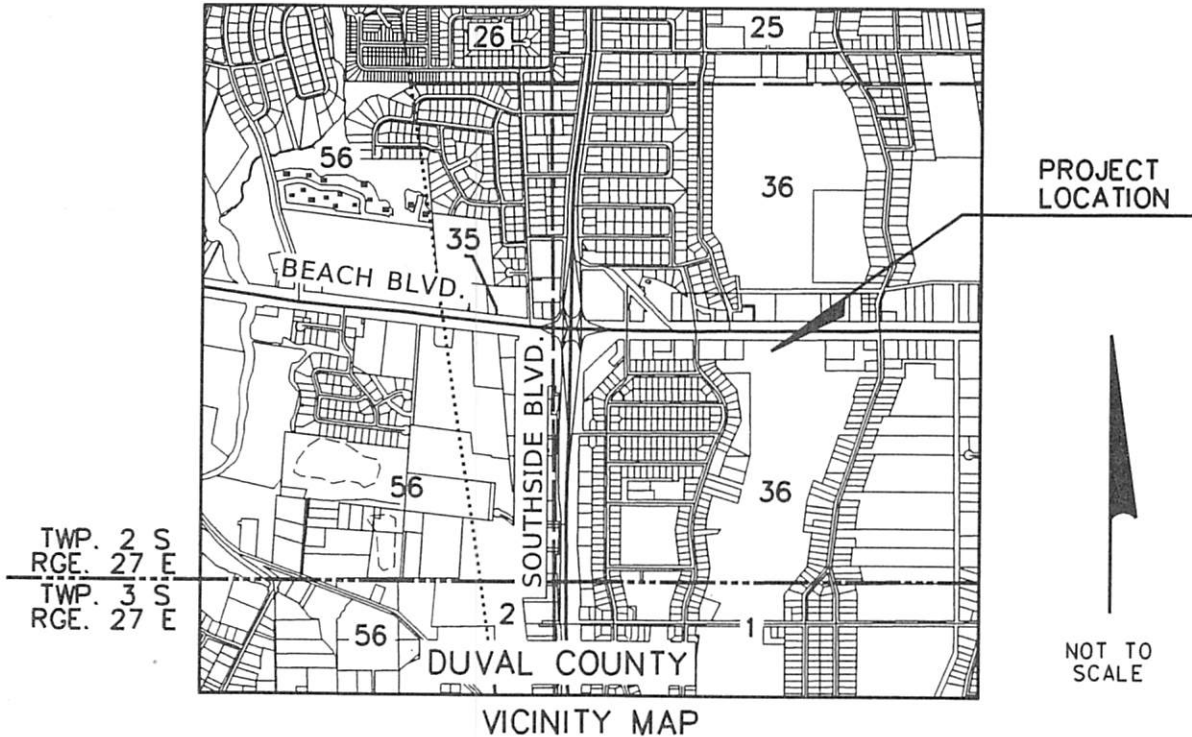 25
26
56
36
PROJECT
LOCATION
35
BEACH BLVD.
SOUTHSIDE BLVD.
56
36
TWP. 2 S
RGE. 27 E
TWP. 3 S
RGE. 27 E
2
1
56
DUVAL COUNTY
NOT TO
SCALE
VICINITY MAP